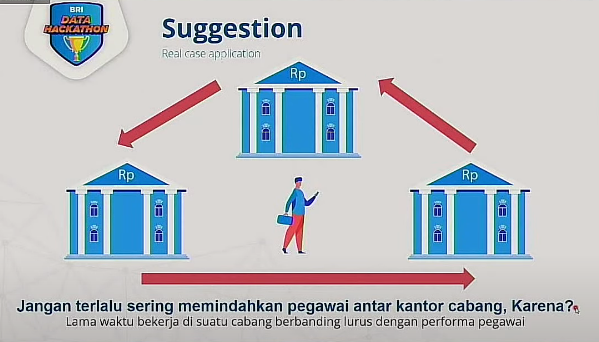 BRI
DATA
HACKATHON
Suggestion
Real case application
Rp
Rp
Rp
Jangan terlalu sering memindahkan pegawai antar kantor cabang, Karena?
Lama waktu bekerja di suatu cabang berbanding lurus dengan performa pegawai